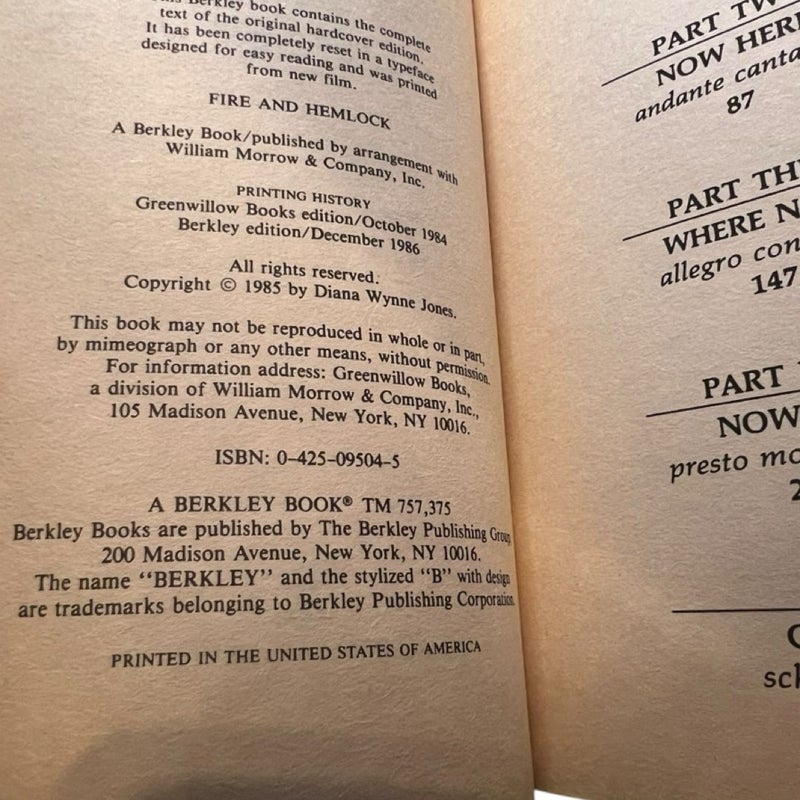 Berkley book contains the complete
text of the original hardcover edition.
It has been completely reset in a typeface
designed for easy reading and was printed
from new film.
FIRE AND HEMLOCK
A Berkley Book/published by arrangement with
William Morrow & Company, Inc.
PRINTING HISTORY
Greenwillow Books edition/October 1984
Berkley edition/December 1986
All rights reserved.
Copyright © 1985 by Diana Wynne Jones.
This book may not be reproduced in whole or in part,
by mimeograph or any other means, without permission.
For information address: Greenwillow Books,
a division of William Morrow & Company, Inc.,
105 Madison Avenue, New York, NY 10016.
ISBN: 0-425-09504-5
A BERKLEY BOOK® TM 757,375
Berkley Books are published by The Berkley Publishing Group,
200 Madison Avenue, New York, NY 10016.
The name "BERKLEY" and the stylized "B" with design
are trademarks belonging to Berkley Publishing Corporation.
PRINTED IN THE UNITED STATES OF AMERICA
PART
NOW
andante
87
PART
WHERE
allegro con
147
PART
NOW
presto